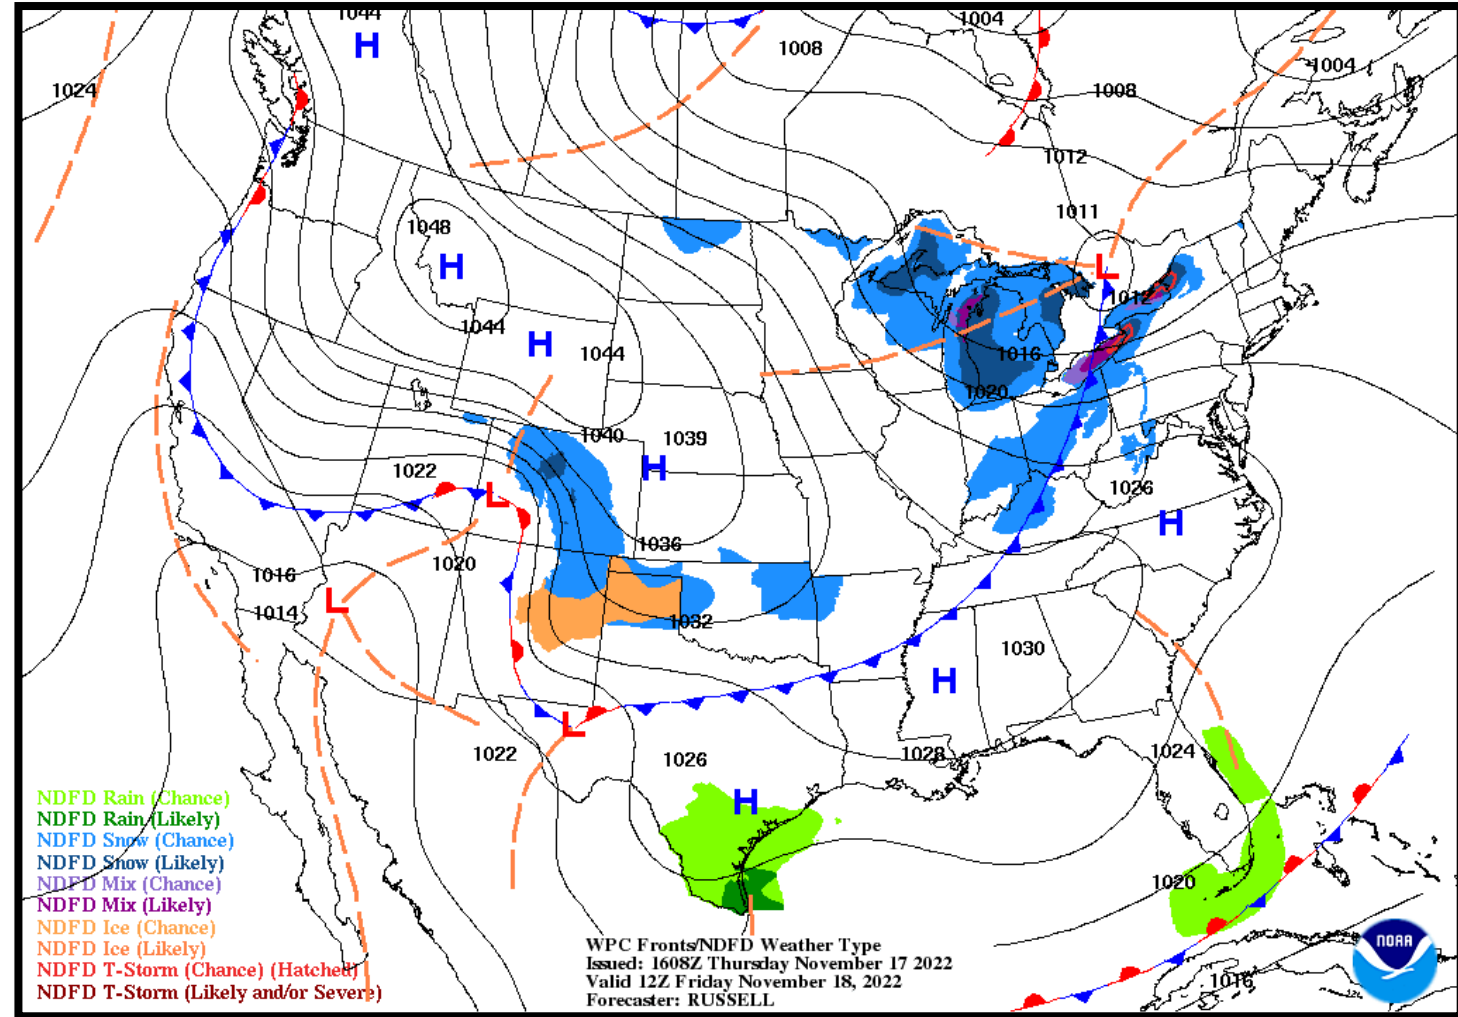 1044
H
1004
1008
1004
1024
1008
1012
1011
1048
H
L
1012
1044
H
1044
1016
1020
1040
1039
H
1022
L
1026
H
1036
1020
1016
L
1014
1032
1030
H
L
1022
1026
1028
1024
H
1020
1016
NDFD Rain (Chance)
NDFD Rain (Likely)
NDFD Snow (Chance)
NDFD Snow (Likely)
NDFD Mix (Chance)
NDFD Mix (Likely)
NDFD Ice (Chance)
NDFD Ice (Likely)
NDFD T-Storm (Chance) (Hatched)
NDFD T-Storm (Likely and/or Severe)
WPC Fronts/NDFD Weather Type
Issued: 1608Z Thursday November 17 2022
Valid 12Z Friday November 18, 2022
Forecaster: RUSSELL
NOAA